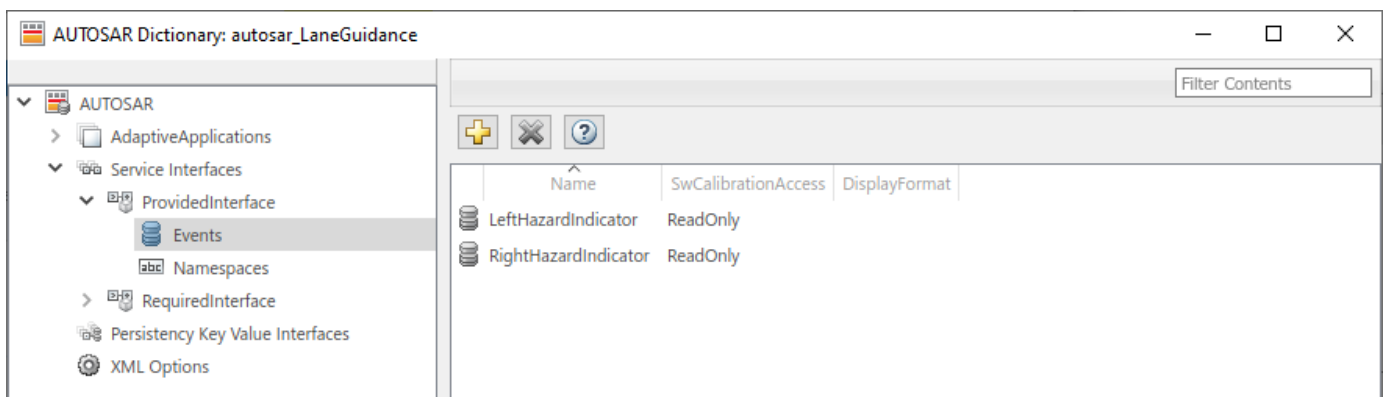 AUTOSAR Dictionary: autosar_LaneGuidance
Filter Contents
AUTOSAR
AdaptiveApplications
Service Interfaces
ProvidedInterface
Events
abc Namespaces
RequiredInterface
Persistency Key Value Interfaces
XML Options
Name SwCalibrationAccess DisplayFormat
LeftHazardIndicator ReadOnly
RightHazardIndicator ReadOnly